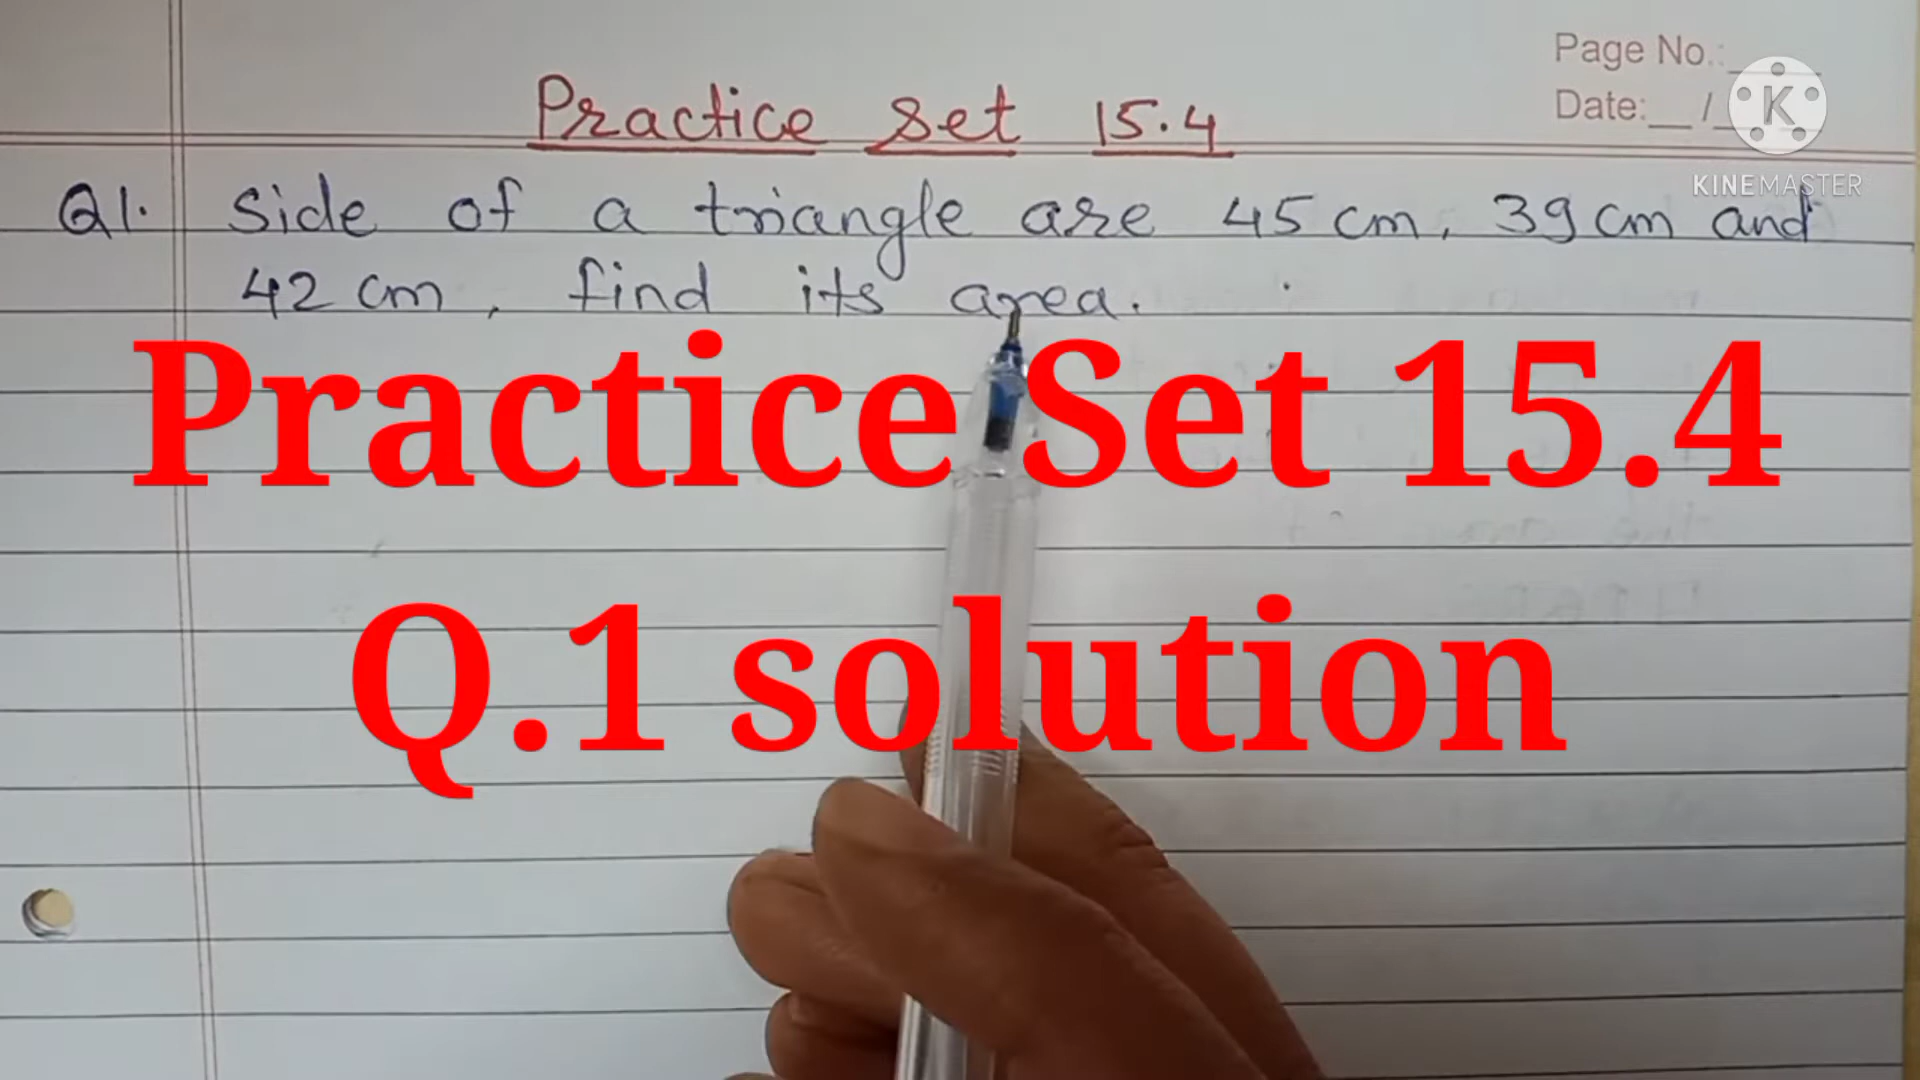 Page No.:
Date: /
KINEMASTER
Practice set 15.4
Q1. Side of a triangle are 45 cm, 39 cm and
42 cm, find its area.
Practice Set 15.4
Q.1 solution